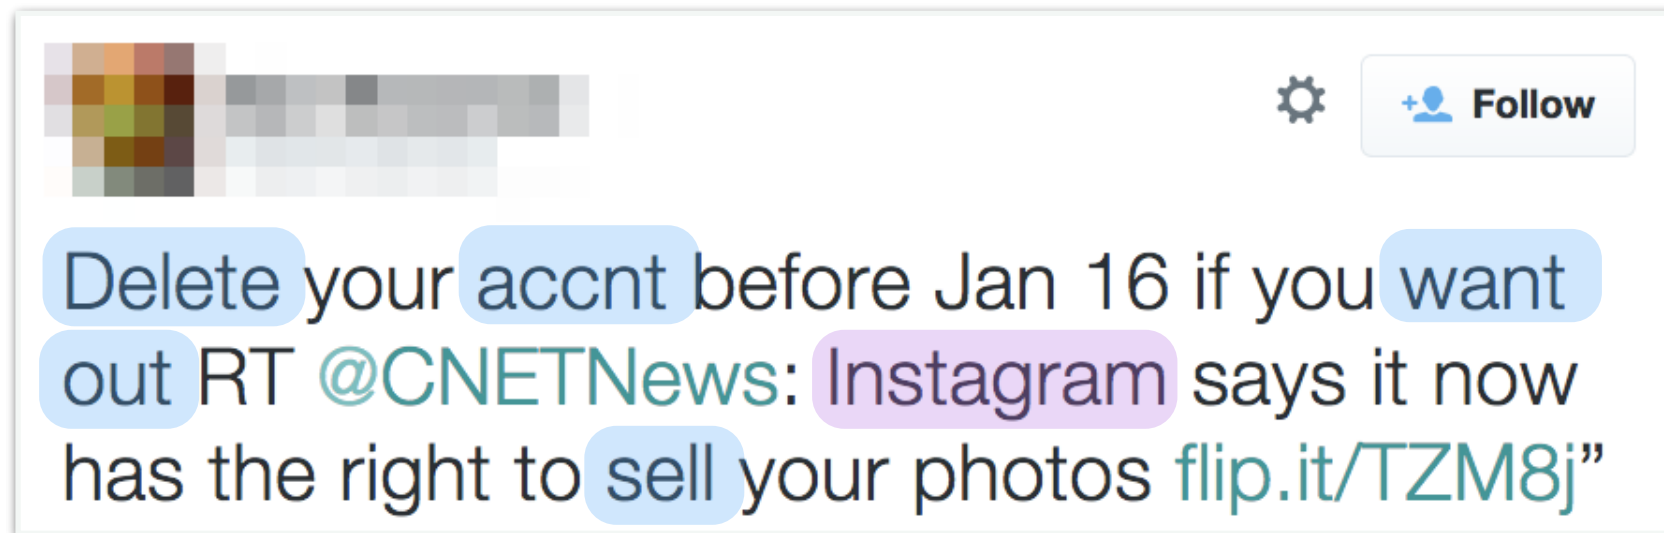 Follow
Delete your accnt before Jan 16 if you want
out RT @CNETNews: Instagram says it now
has the right to sell your photos flip.it/TZM8j”